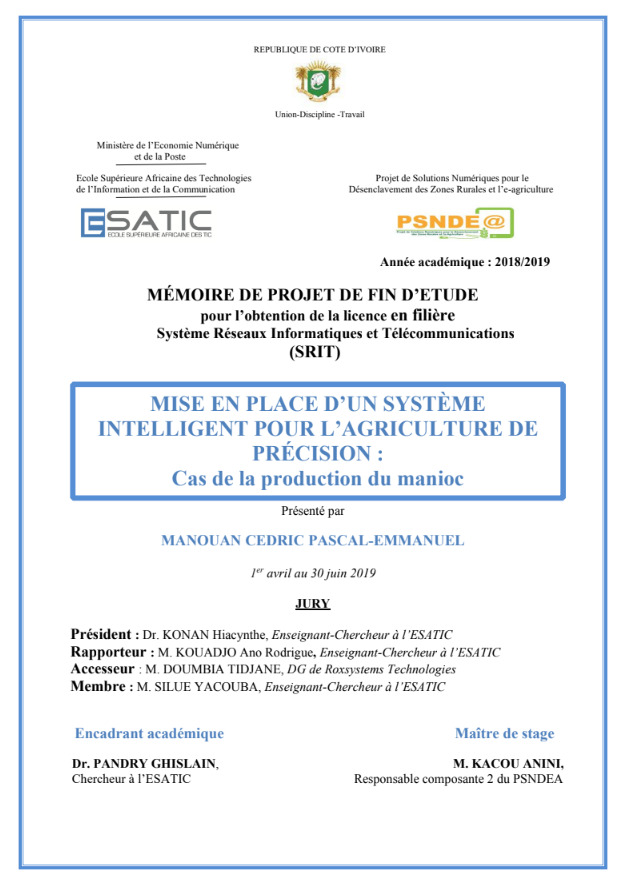 REPUBLIQUE DE COTE D'IVOIRE
Union-Discipline -Travail
Ministère de l'Economie Numérique
et de la Poste
Ecole Supérieure Africaine des Technologies
de l'Information et de la Communication
Projet de Solutions Numériques pour le
Désenclavement des Zones Rurales et l'e-agriculture
ESATIC
ECOLE SUPERIEURE AFRICAINE DES TIC
PSNDE@
Année académique : 2018/2019
MÉMOIRE DE PROJET DE FIN D'ETUDE
pour l'obtention de la licence en filière
Système Réseaux Informatiques et Télécommunications
(SRIT)
MISE EN PLACE D'UN SYSTÈME
INTELLIGENT POUR L'AGRICULTURE DE
PRÉCISION :
Cas de la production du manioc
Présenté par
MANOUAN CEDRIC PASCAL-EMMANUEL
1er avril au 30 juin 2019
JURY
Président : Dr. KONAN Hiacynthe, Enseignant-Chercheur à l'ESATIC
Rapporteur : M. KOUADJO Ano Rodrigue, Enseignant-Chercheur à l'ESATIC
Accesseur : M. DOUMBIA TIDJANE, DG de Roxsystems Technologies
Membre : M. SILUE YACOUBA, Enseignant-Chercheur à l'ESATIC
Encadrant académique
Maître de stage
Dr. PANDRY GHISLAIN,
Chercheur à l'ESATIC
M. KACOU ANINI,
Responsable composante 2 du PSNDEA